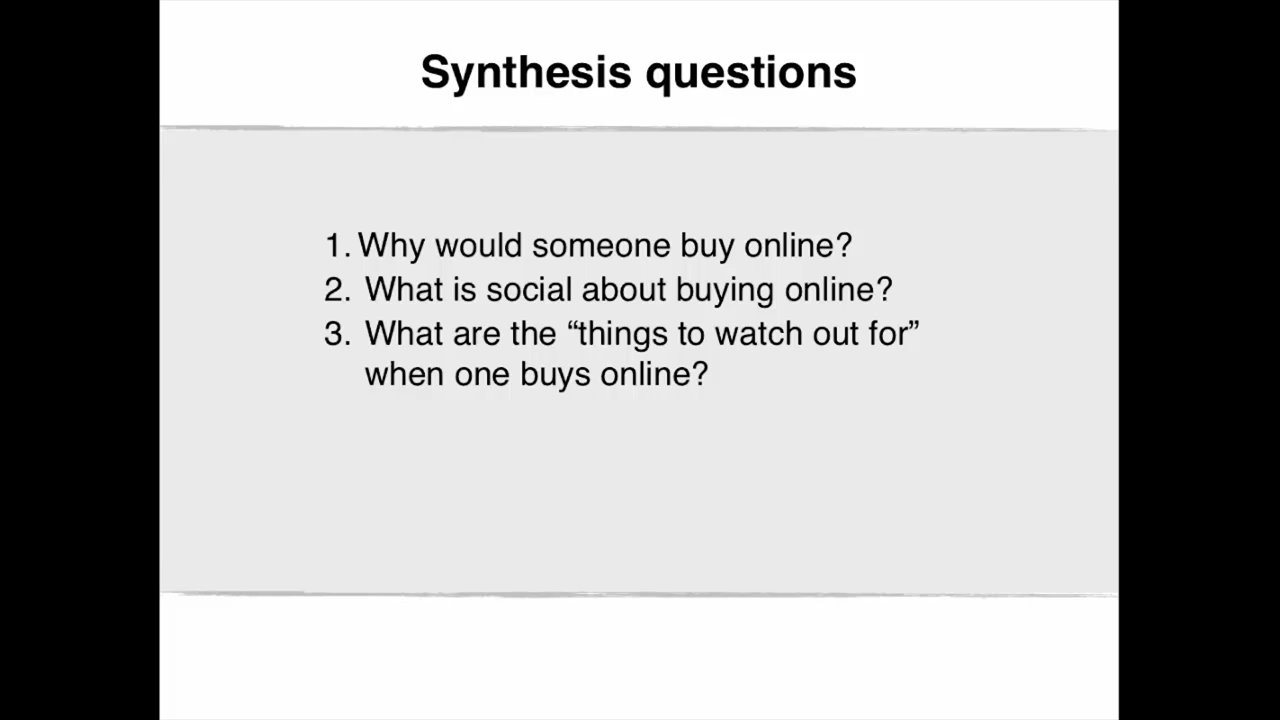 Synthesis questions
1. Why would someone buy online?
2. What is social about buying online?
3. What are the “things to watch out for”
when one buys online?